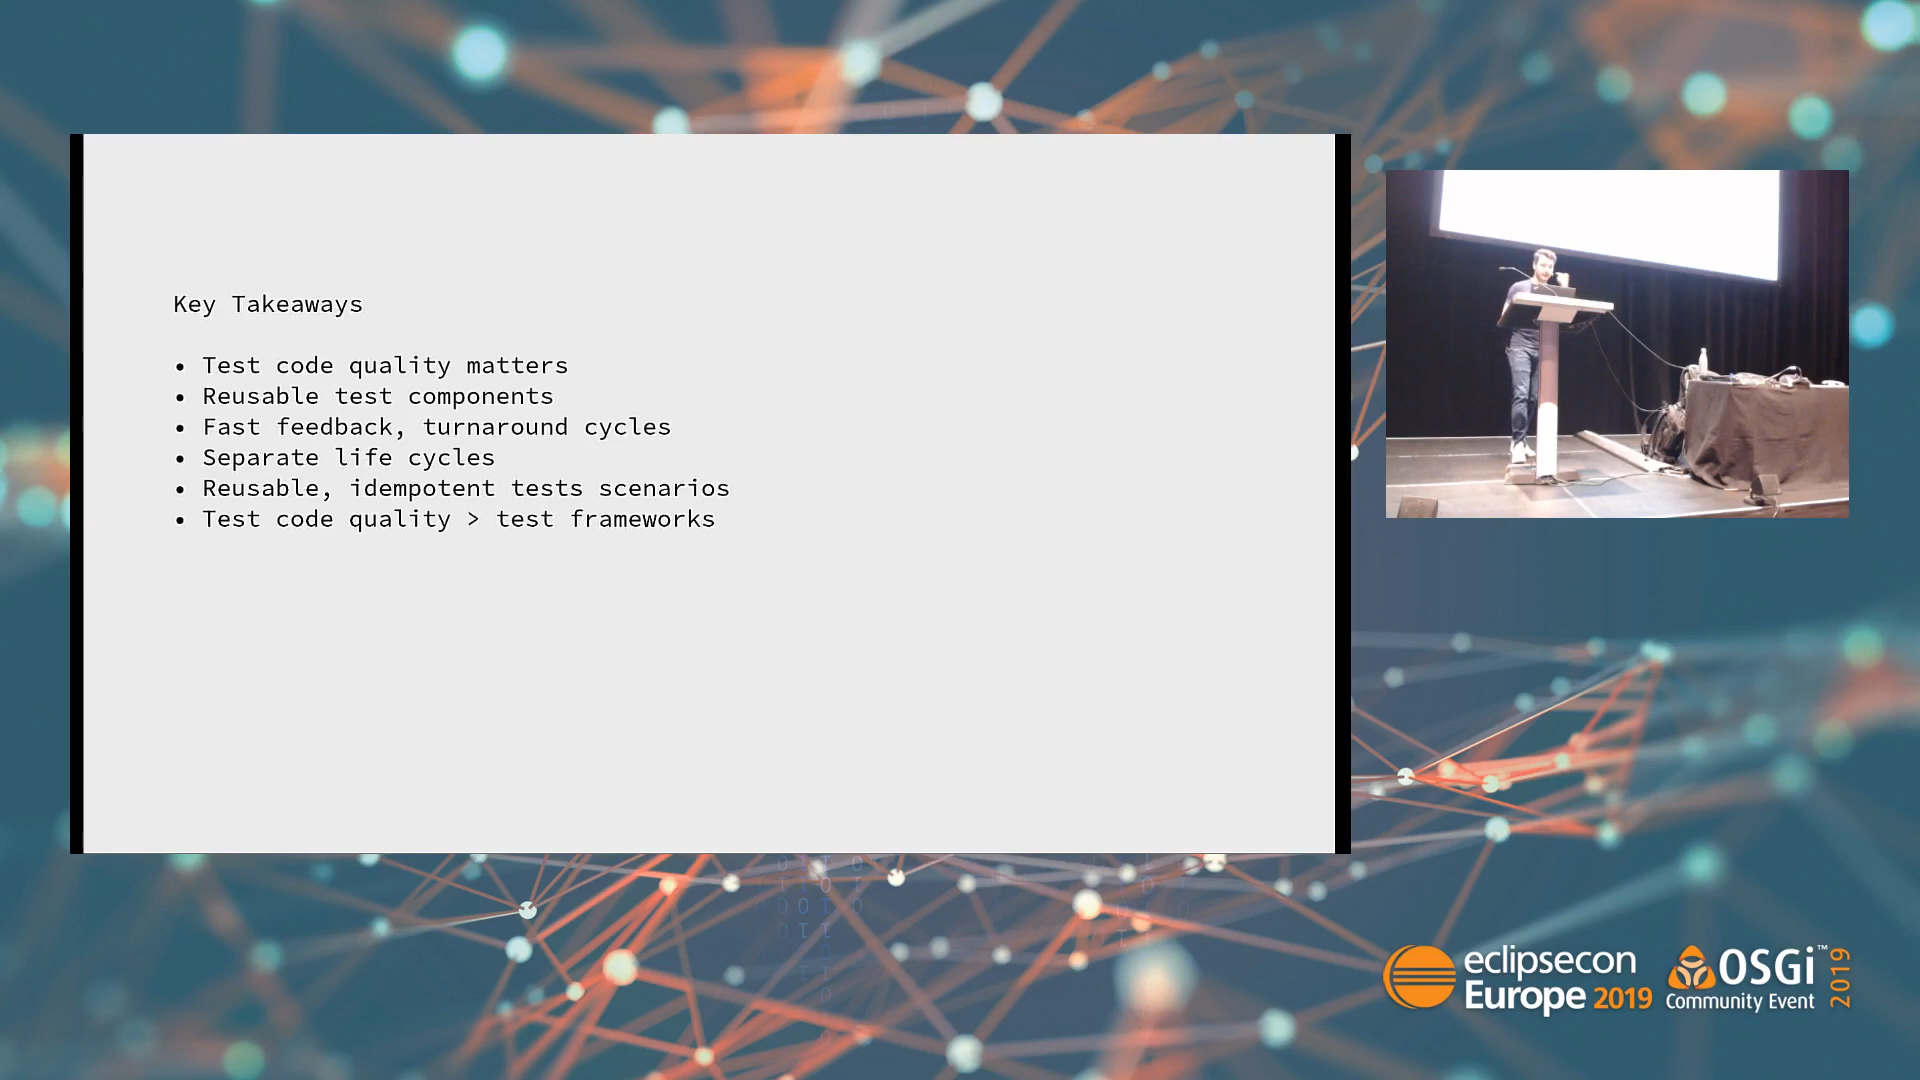 Key Takeaways
• Test code quality matters
• Reusable test components
• Fast feedback, turnaround cycles
• Separate life cycles
• Reusable, idempotent tests scenarios
• Test code quality > test frameworks
eclipsecon
Europe 2019
OSGi™
Community Event
2019